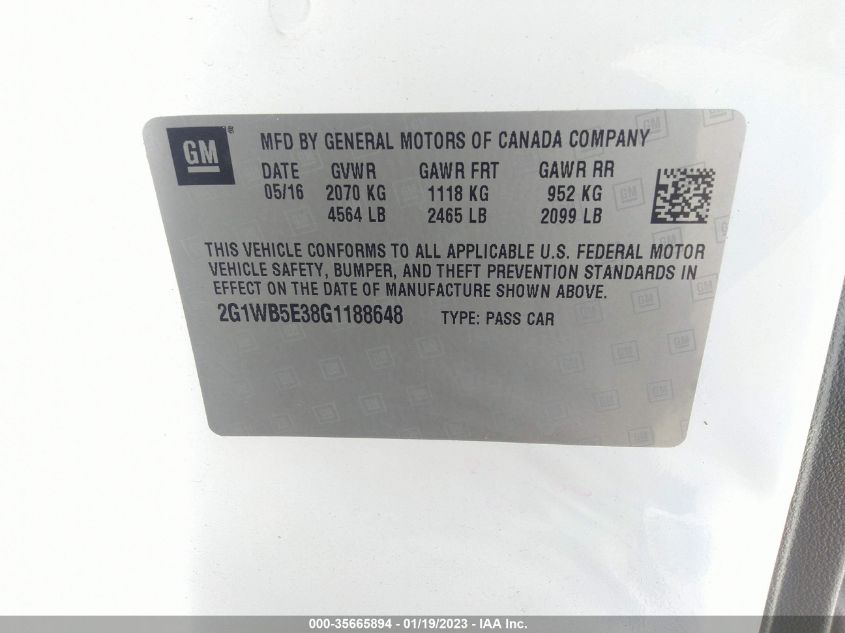 GM ® MFD BY GENERAL MOTORS OF CANADA COMPANY
DATE GVWR GAWR FRT GAWR RR
05/16 2070 KG 1118 KG 952 KG
4564 LB 2465 LB 2099 LB
THIS VEHICLE CONFORMS TO ALL APPLICABLE U.S. FEDERAL MOTOR
VEHICLE SAFETY, BUMPER, AND THEFT PREVENTION STANDARDS IN
EFFECT ON THE DATE OF MANUFACTURE SHOWN ABOVE.
2G1WB5E38G1188648 TYPE: PASS CAR
000-35665894 - 01/19/2023 - IAA Inc.